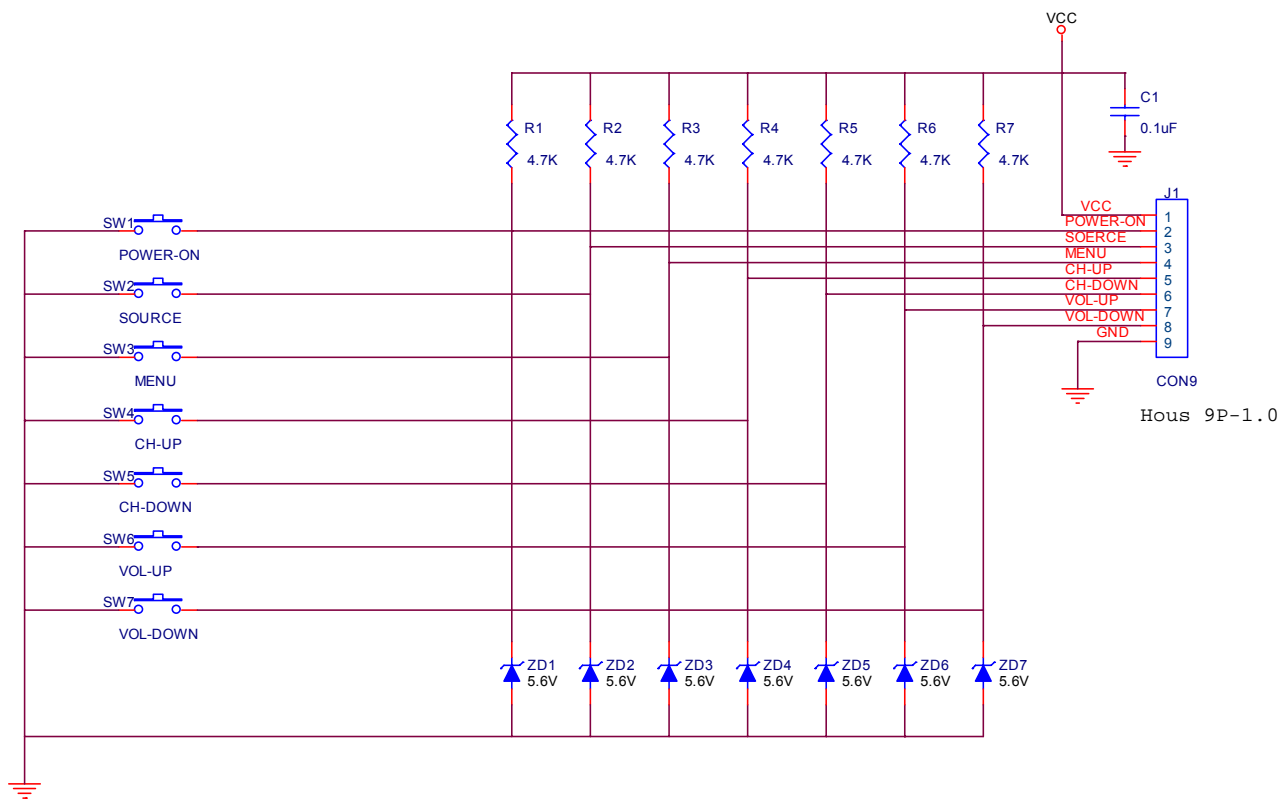 VCC
C1
0.1uF
R1
4.7K
R2
4.7K
R3
4.7K
R4
4.7K
R5
4.7K
R6
4.7K
R7
4.7K
J1
VCC 1
POWER-ON 2
SOERCE 3
MENU 4
CH-UP 5
CH-DOWN 6
VOL-UP 7
VOL-DOWN 8
GND 9
CON9
Hous 9P-1.0
SW1
POWER-ON
SW2
SOURCE
SW3
MENU
SW4
CH-UP
SW5
CH-DOWN
SW6
VOL-UP
SW7
VOL-DOWN
ZD1
5.6V
ZD2
5.6V
ZD3
5.6V
ZD4
5.6V
ZD5
5.6V
ZD6
5.6V
ZD7
5.6V